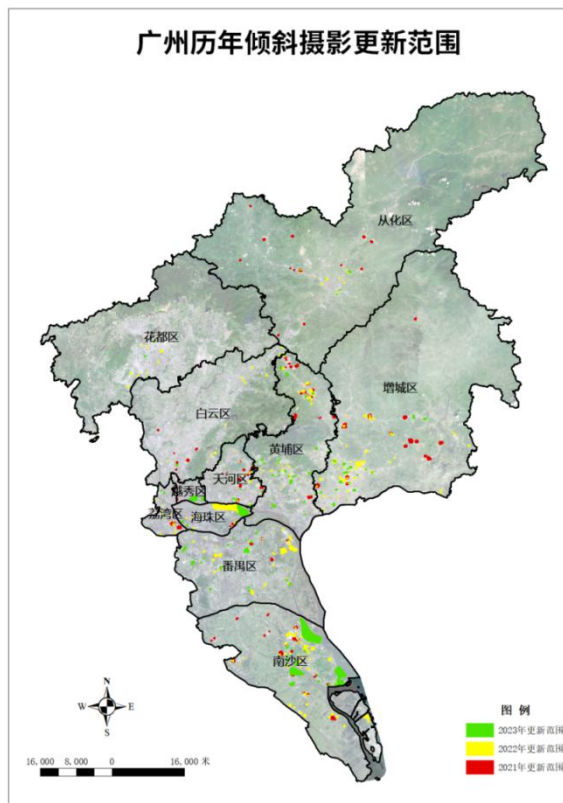 广州历年倾斜摄影更新范围
从化区
花都区
增城区
白云区
黄埔区
天河区
越秀区
荔湾区
海珠区
番禺区
南沙区
N
W
E
S
16,000 8,000 0 16,000 米
图 例
2023年更新范围
2022年更新范围
2021年更新范围